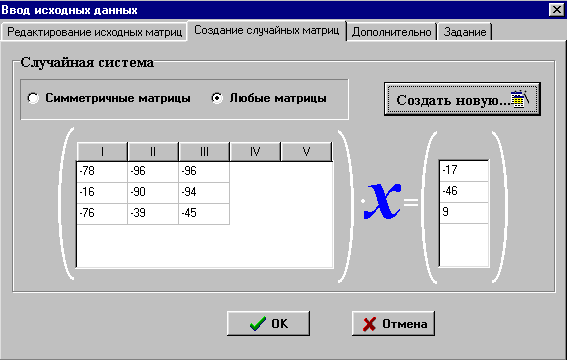 Ввод исходных данных
Редактирование исходных матриц Создание случайных матриц Дополнительно Задание
Случайная система
Симметричные матрицы Любые матрицы
Создать новую...
I II III IV V
-78 -96 -96
-16 -90 -94
-76 -39 -45
· x =
-17
-46
9
OK Отмена